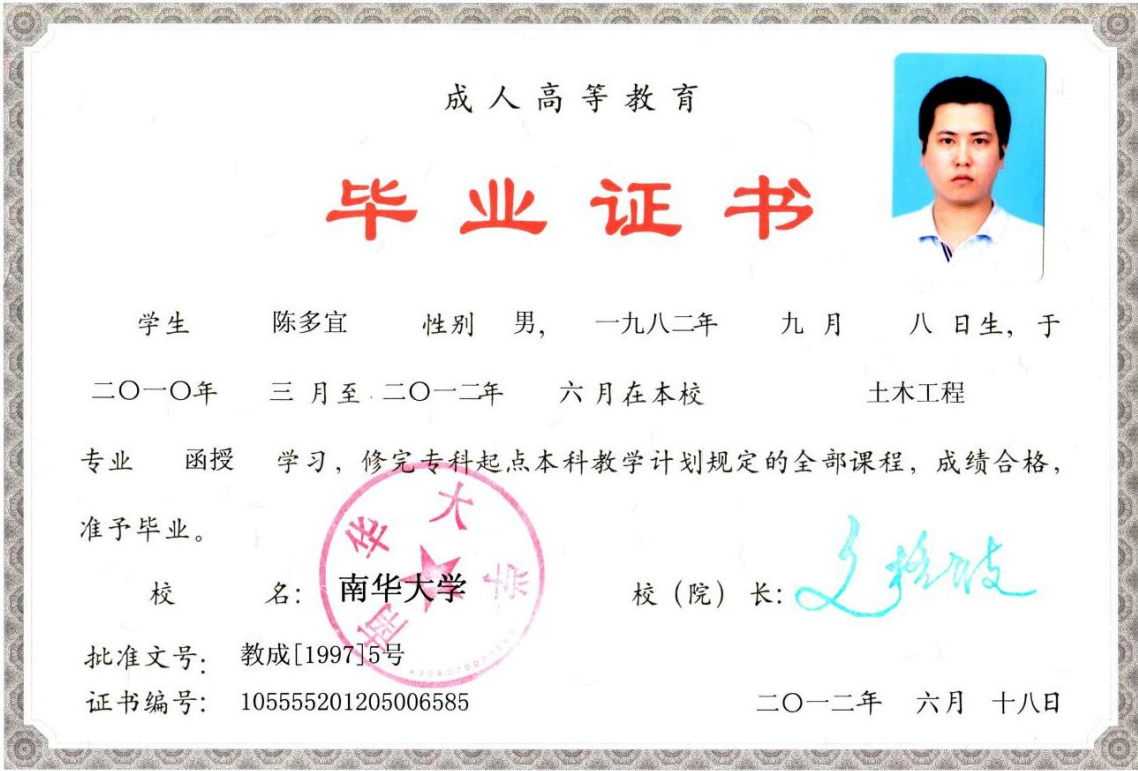 成人高等教育
毕业证书
学生 陈多宜 性别 男， 一九八二年 九 月 八 日生，于
二〇一〇年 三 月至 二〇一二年 六 月在本校 土木工程
专业 函授 学习，修完专科起点本科教学计划规定的全部课程，成绩合格，
准予毕业。
南华大学
校 名： 南华大学 校（院）长：
批准文号： 教成[1997]5号
证书编号： 105555201205006585 二〇一二年 六月 十八日